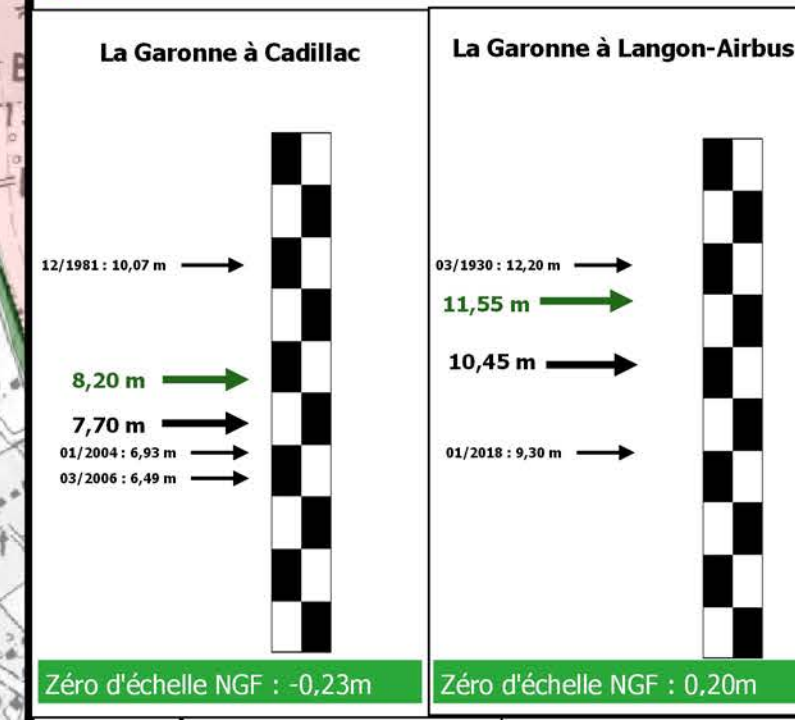 La Garonne à Cadillac
12/1981 : 10,07 m
8,20 m
7,70 m
01/2004 : 6,93 m
03/2006 : 6,49 m
Zéro d'échelle NGF : -0,23m
La Garonne à Langon-Airbus
03/1930 : 12,20 m
11,55 m
10,45 m
01/2018 : 9,30 m
Zéro d'échelle NGF : 0,20m